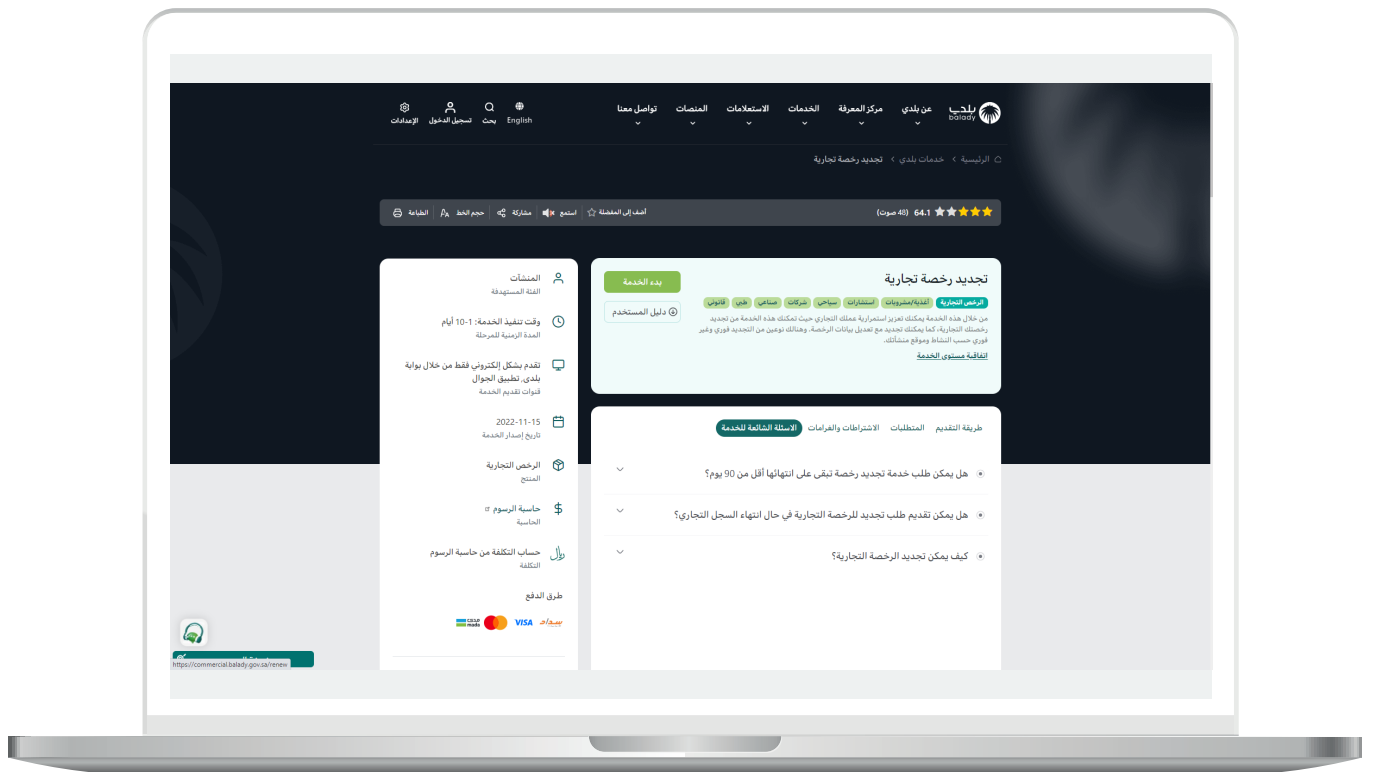 بلدي
balady
عن بلدي
مركز المعرفة
الخدمات
الاستعلامات
المنصات
تواصل معنا
English
بحث
تسجيل الدخول
الإعدادات
الرئيسية > خدمات بلدي > تجديد رخصة تجارية
64.1 (48 صوت)
أضف إلى المفضلة
استمع
مشاركة
حجم الخط
الطباعة
تجديد رخصة تجارية
بدء الخدمة
الرخص التجارية أغذية/مشروبات استشارات سياحي شركات صناعي طبي قانوني
دليل المستخدم
من خلال هذه الخدمة يمكنك تعزيز استمرارية عملك التجاري حيث تمكنك هذه الخدمة من تجديد
رخصتك التجارية، كما يمكنك تجديد مع تعديل بيانات الرخصة. وهنالك نوعين من التجديد فوري وغير
فوري حسب النشاط وموقع منشأتك.
اتفاقية مستوى الخدمة
طريقة التقديم
المتطلبات
الاشتراطات والغرامات
الاسئلة الشائعة للخدمة
هل يمكن طلب خدمة تجديد رخصة تبقى على انتهائها أقل من 90 يوم؟
هل يمكن تقديم طلب تجديد للرخصة التجارية في حال انتهاء السجل التجاري؟
كيف يمكن تجديد الرخصة التجارية؟
المنشآت
الفئة المستهدفة
وقت تنفيذ الخدمة: 1-10 أيام
المدة الزمنية للمرحلة
تقدم بشكل إلكتروني فقط من خلال بوابة
بلدي, تطبيق الجوال
قنوات تقديم الخدمة
2022-11-15
تاريخ إصدار الخدمة
الرخص التجارية
المنتج
حاسبة الرسوم
الحاسبة
ريال
حساب التكلفة من حاسبة الرسوم
التكلفة
طرق الدفع
سداد
VISA
مدى
mada
https://commercial.balady.gov.sa/renew